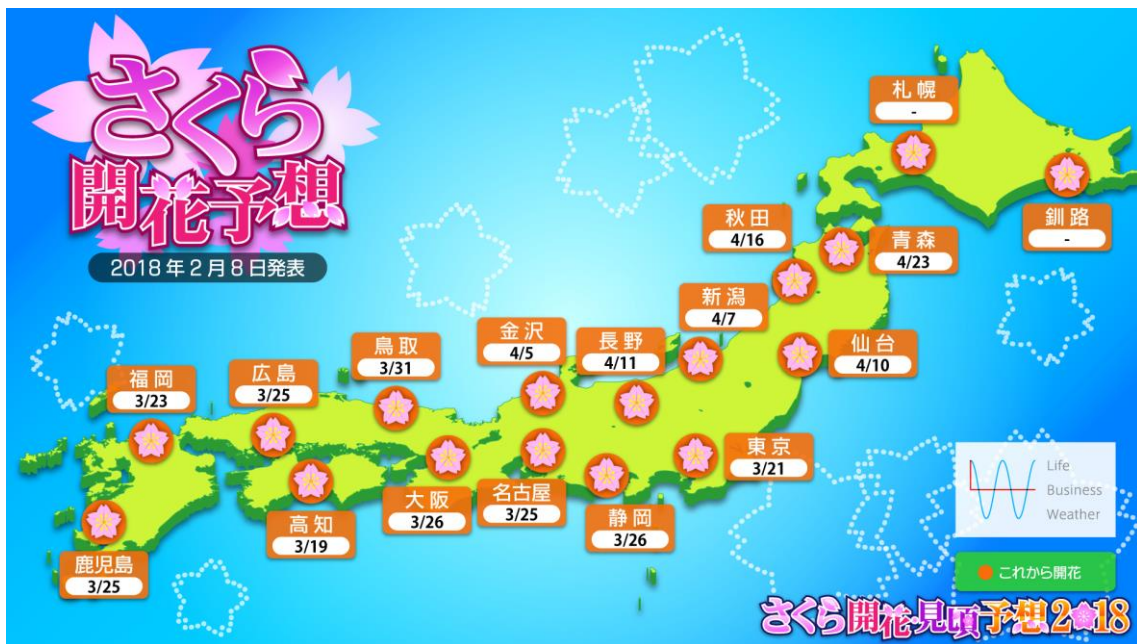 さくら
開花予想
2018年2月8日発表
札幌
-
釧路
-
秋田
4/16
青森
4/23
新潟
4/7
仙台
4/10
金沢
4/5
長野
4/11
鳥取
3/31
広島
3/25
福岡
3/23
東京
3/21
大阪
3/26
名古屋
3/25
静岡
3/26
高知
3/19
鹿児島
3/25
Life
Business
Weather
これから開花
さくら開花・見頃予想2018